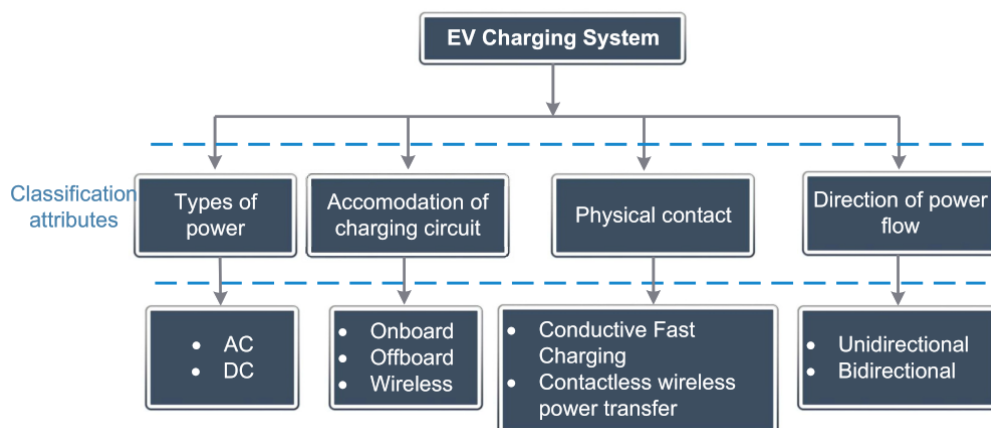 EV Charging System
Classification
attributes
Types of
power
Accomodation of
charging circuit
Physical contact
Direction of power
flow
• AC
• DC
• Onboard
• Offboard
• Wireless
• Conductive Fast
Charging
• Contactless wireless
power transfer
• Unidirectional
• Bidirectional